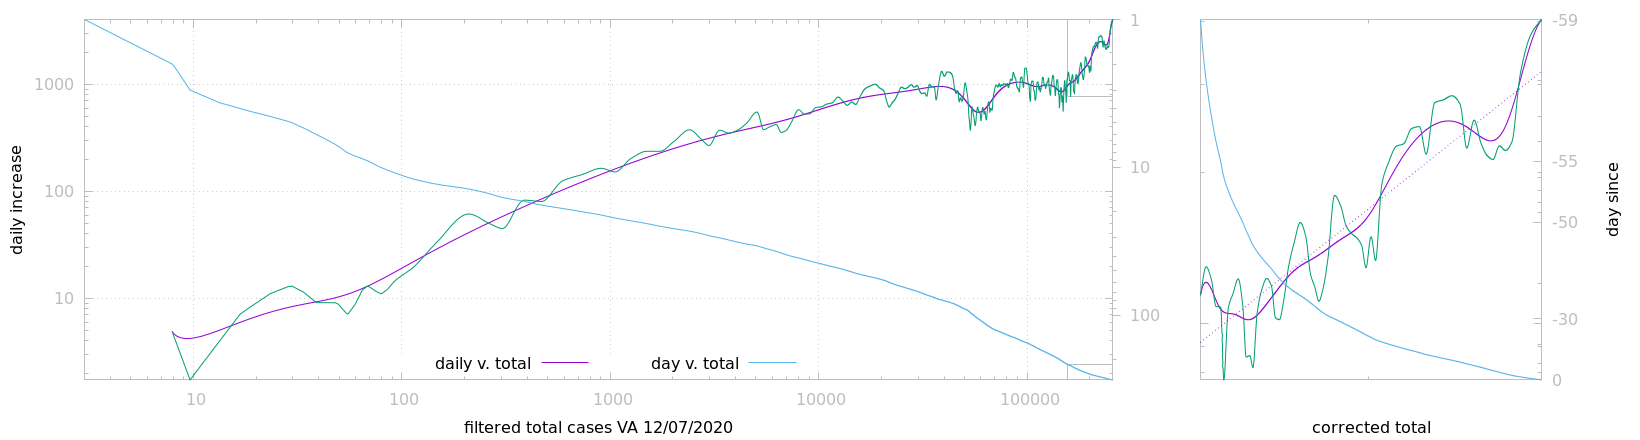 daily increase
1000
100
10
10
100
1000
10000
100000
filtered total cases VA 12/07/2020
daily v. total
day v. total
1
10
100
-59
-55
-50
-30
0
day since
corrected total